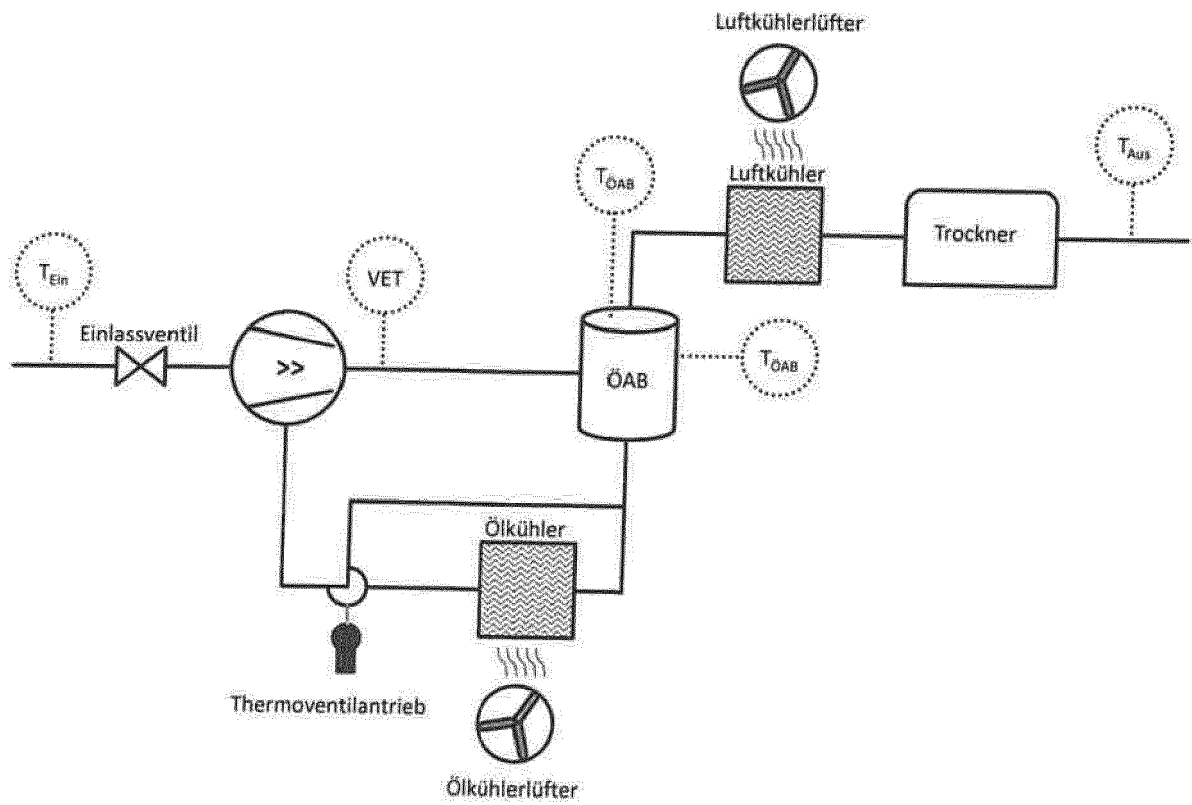 Luftkühlerlüfter
T_Aus
T_ÖAB
Luftkühler
Trockner
T_Ein
VET
Einlassventil
>>
ÖAB
T_ÖAB
Ölkühler
Thermoventilantrieb
Ölkühlerlüfter